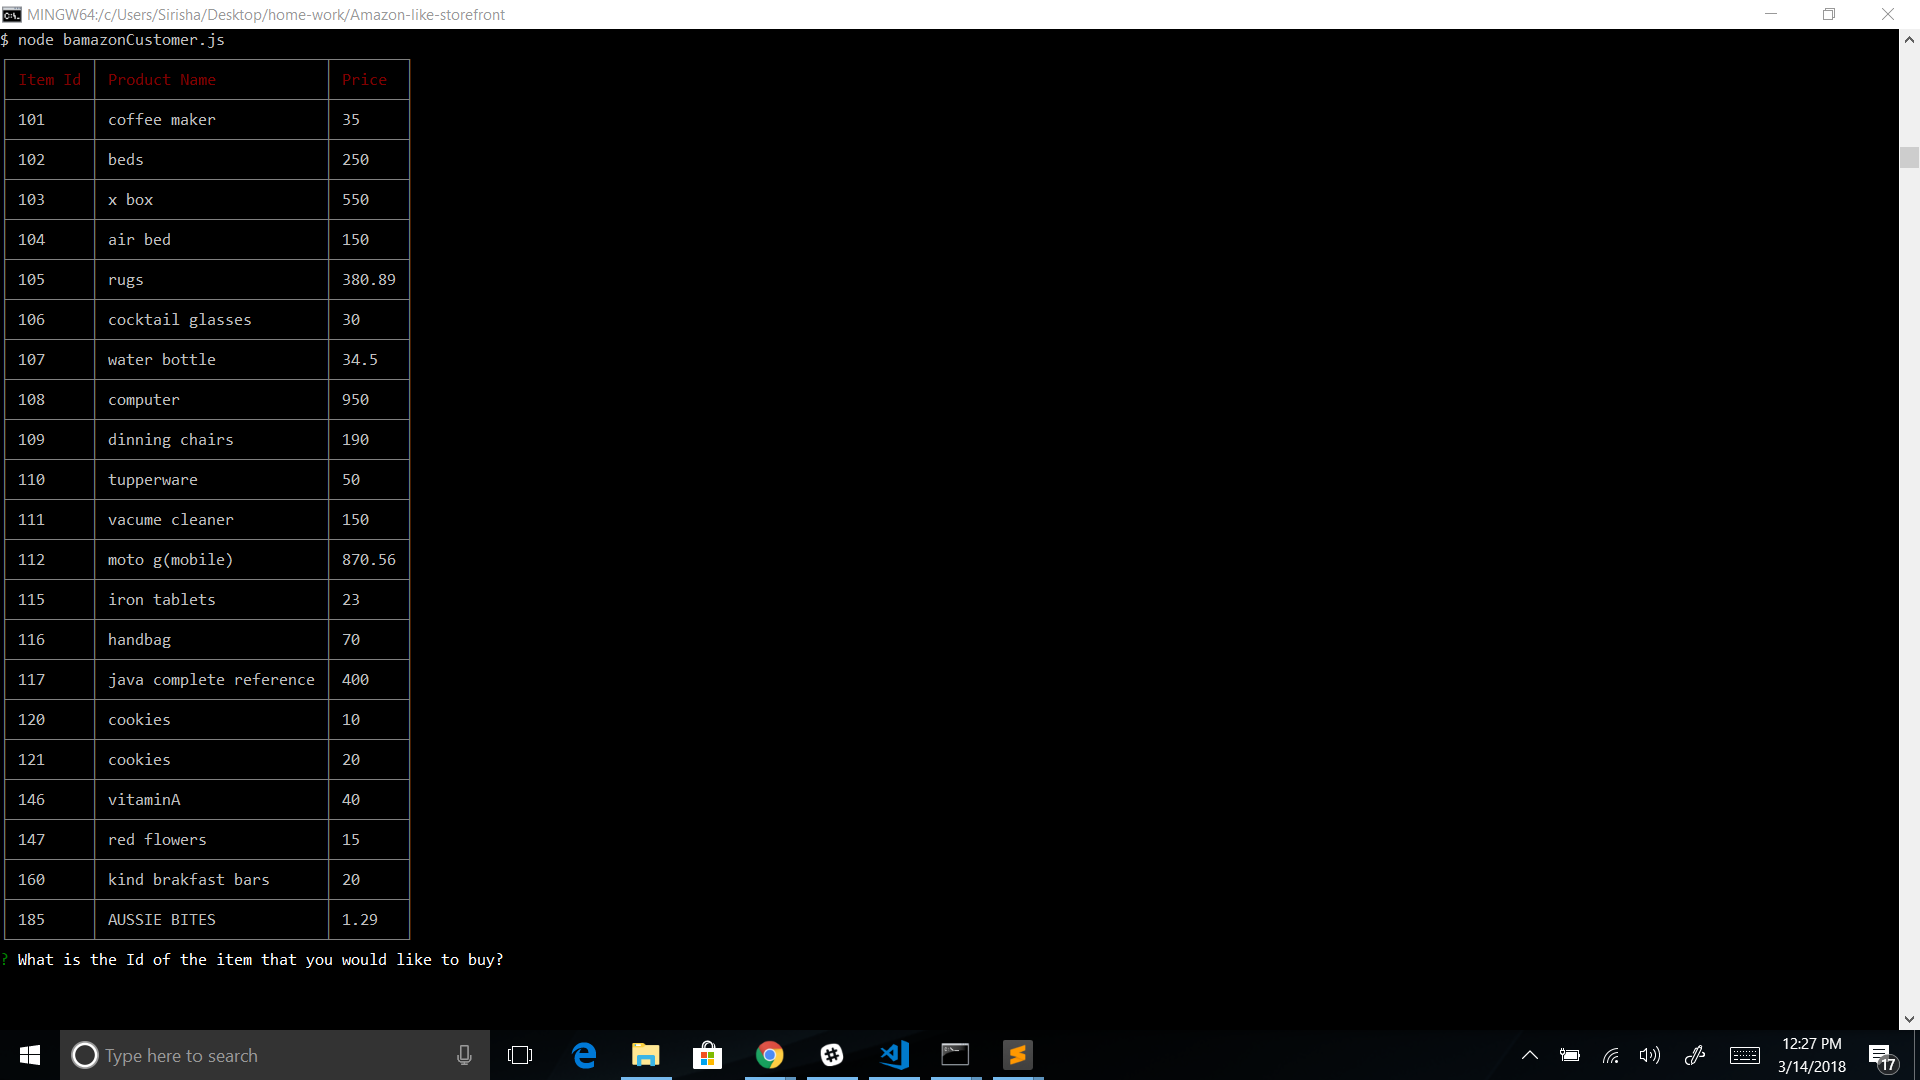 MINGW64:/c/Users/Sirisha/Desktop/home-work/Amazon-like-storefront
$ node bamazonCustomer.js
Item Id Product Name Price
101 coffee maker 35
102 beds 250
103 x box 550
104 air bed 150
105 rugs 380.89
106 cocktail glasses 30
107 water bottle 34.5
108 computer 950
109 dinning chairs 190
110 tupperware 50
111 vacume cleaner 150
112 moto g(mobile) 870.56
115 iron tablets 23
116 handbag 70
117 java complete reference 400
120 cookies 10
121 cookies 20
146 vitaminA 40
147 red flowers 15
160 kind brakfast bars 20
185 AUSSIE BITES 1.29
? What is the Id of the item that you would like to buy?
Type here to search
12:27 PM
3/14/2018
17